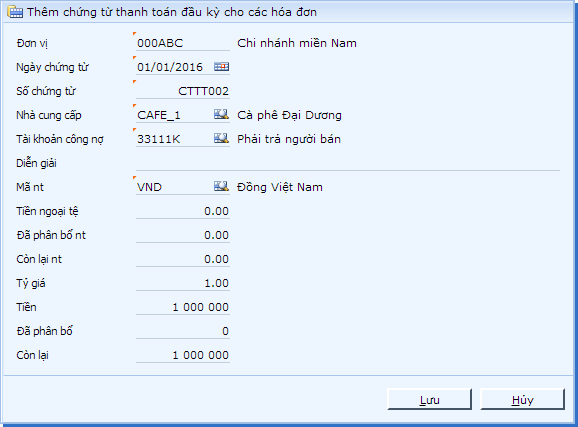 Thêm chứng từ thanh toán đầu kỳ cho các hóa đơn
Đơn vị 000ABC Chi nhánh miền Nam
Ngày chứng từ 01/01/2016
Số chứng từ CTTT002
Nhà cung cấp CAFE_1 Cà phê Đại Dương
Tài khoản công nợ 33111K Phải trả người bán
Diễn giải
Mã nt VND Đồng Việt Nam
Tiền ngoại tệ 0.00
Đã phân bổ nt 0.00
Còn lại nt 0.00
Tỷ giá 1.00
Tiền 1 000 000
Đã phân bổ 0
Còn lại 1 000 000
Lưu Hủy